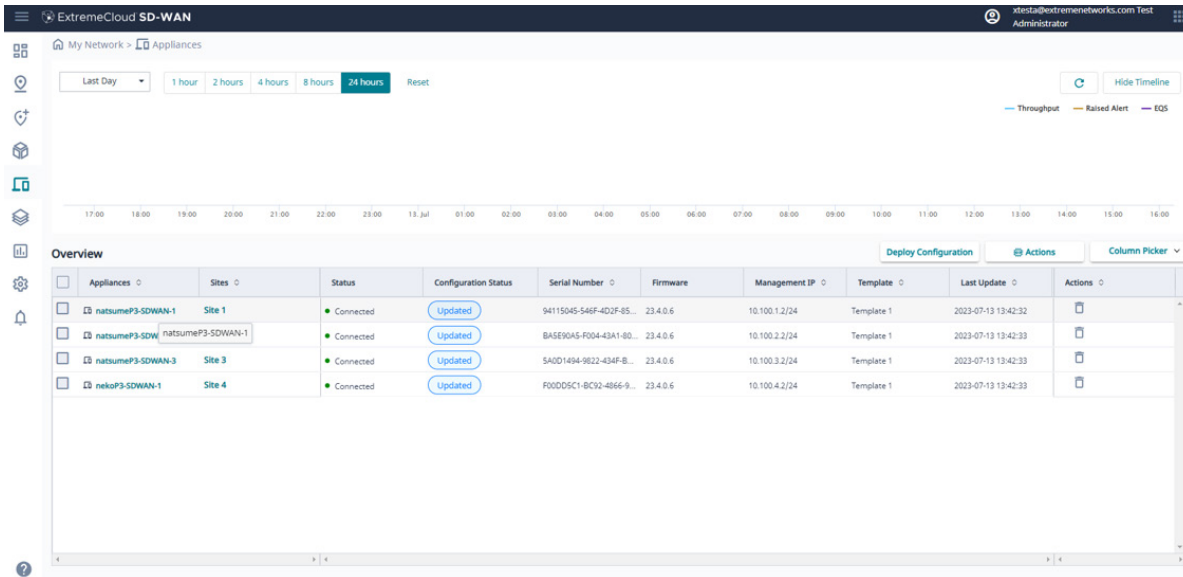 ExtremeCloud SD-WAN
xtesta@extremenetworks.com Test
Administrator
My Network > Appliances
Last Day 1 hour 2 hours 4 hours 8 hours 24 hours Reset Hide Timeline
Throughput Raised Alert EQS
17:00 18:00 19:00 20:00 21:00 22:00 23:00 13. Jul 01:00 02:00 03:00 04:00 05:00 06:00 07:00 08:00 09:00 10:00 11:00 12:00 13:00 14:00 15:00 16:00
Overview Deploy Configuration Actions Column Picker
Appliances Sites Status Configuration Status Serial Number Firmware Management IP Template Last Update Actions
natsumeP3-SDWAN-1 Site 1 Connected Updated 94115045-546F-4D2F-85... 23.4.0.6 10.100.1.2/24 Template 1 2023-07-13 13:42:32
natsumeP3-SDW natsumeP3-SDWAN-1 Connected Updated BA5E90A5-F004-43A1-80... 23.4.0.6 10.100.2.2/24 Template 1 2023-07-13 13:42:33
natsumeP3-SDWAN-3 Site 3 Connected Updated 5A0D1494-9822-434F-B... 23.4.0.6 10.100.3.2/24 Template 1 2023-07-13 13:42:33
nekoP3-SDWAN-1 Site 4 Connected Updated F00DD5C1-BC92-4866-9... 23.4.0.6 10.100.4.2/24 Template 1 2023-07-13 13:42:33